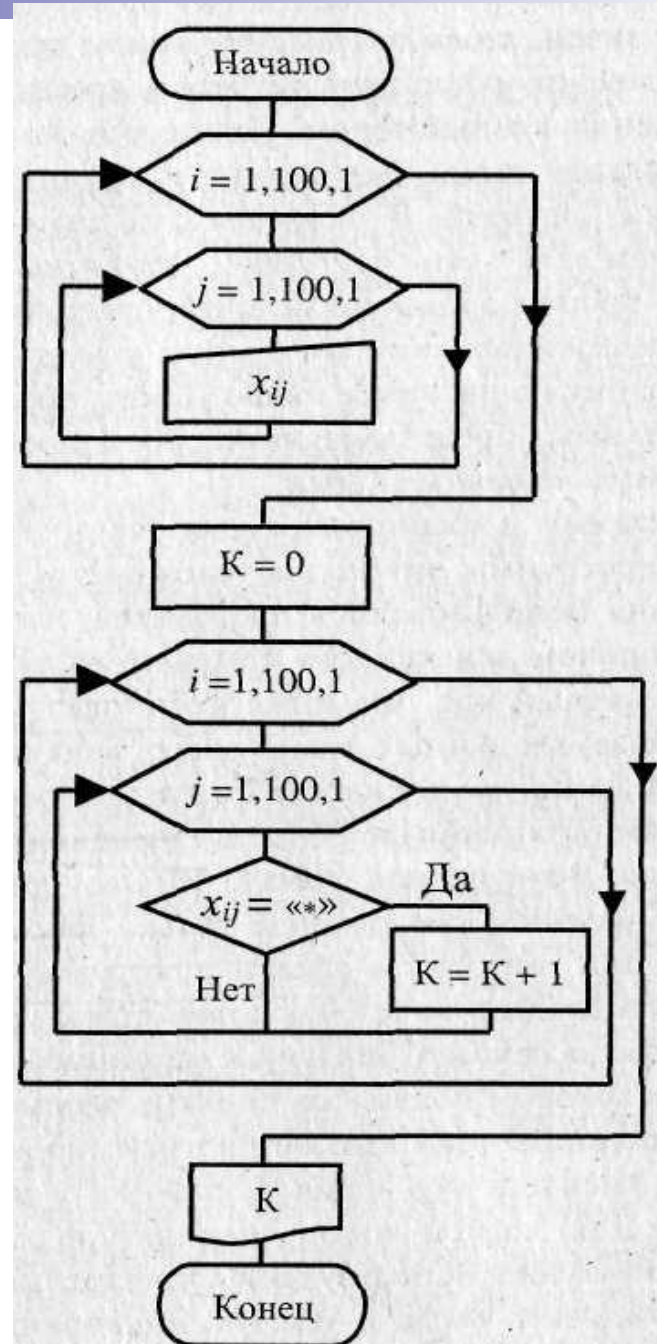 Начало
i = 1,100,1
j = 1,100,1
xij
K = 0
i =1,100,1
j =1,100,1
xij = «*»
Да
K = K + 1
Нет
K
Конец